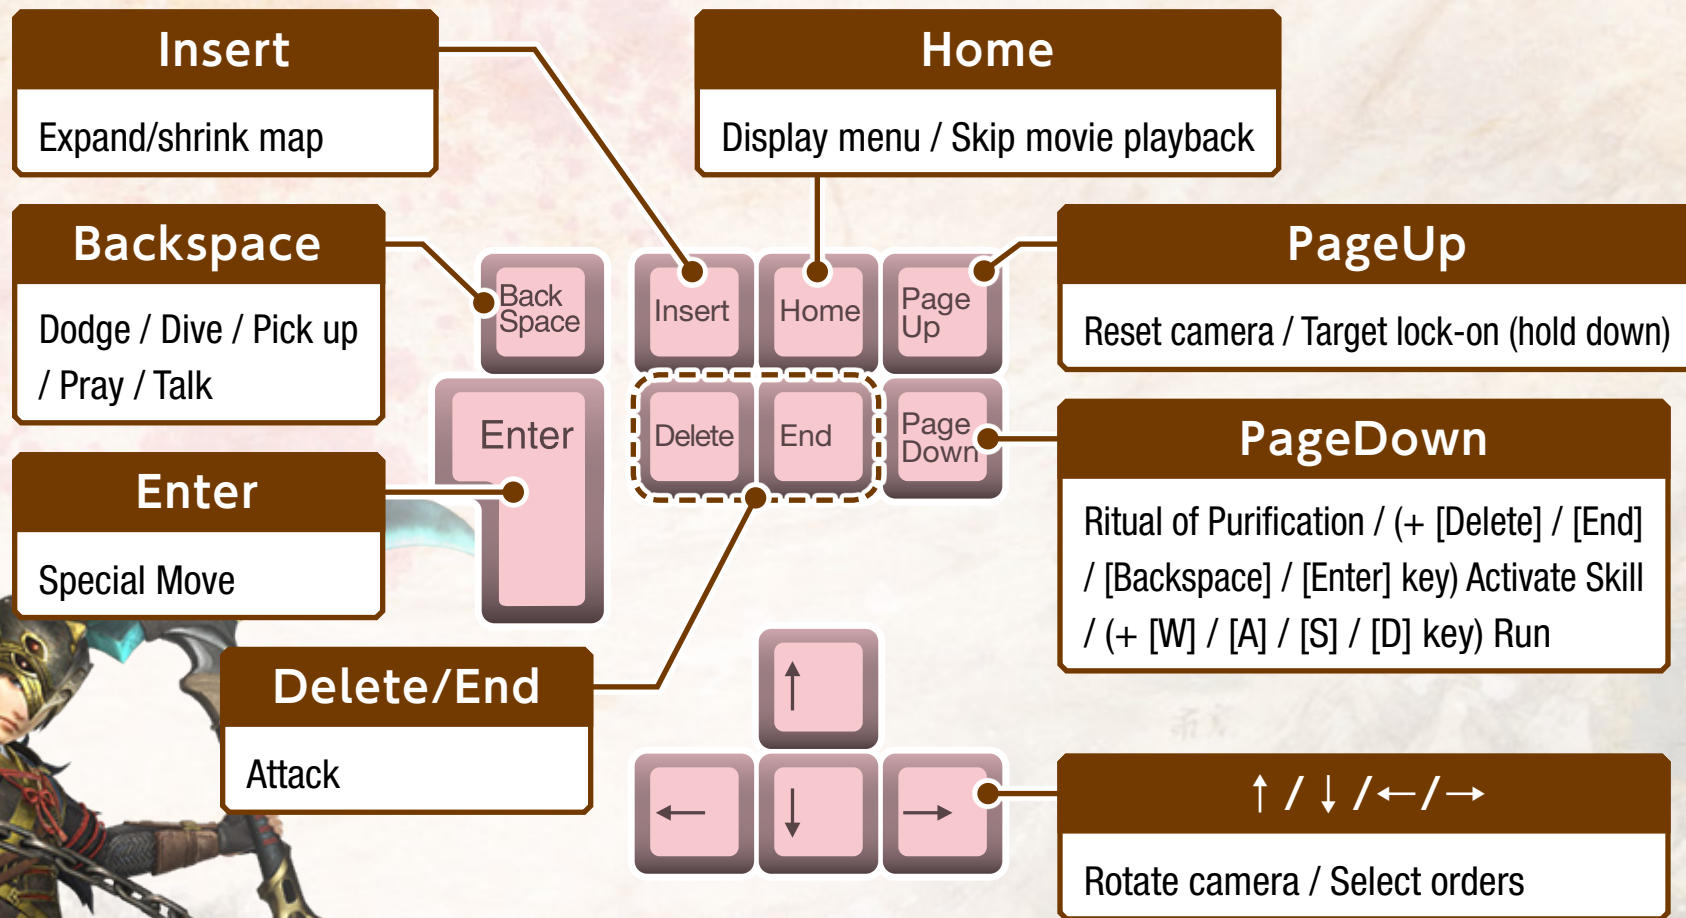 Insert
Expand/shrink map
Home
Display menu / Skip movie playback
Backspace
Dodge / Dive / Pick up
/ Pray / Talk
PageUp
Reset camera / Target lock-on (hold down)
Enter
Special Move
PageDown
Ritual of Purification / (+ [Delete] / [End]
/ [Backspace] / [Enter] key) Activate Skill
/ (+ [W] / [A] / [S] / [D] key) Run
Delete/End
Attack
↑ / ↓ / ← / →
Rotate camera / Select orders
Back
Space
Insert
Home
Page
Up
Enter
Delete
End
Page
Down
↑
←
↓
→